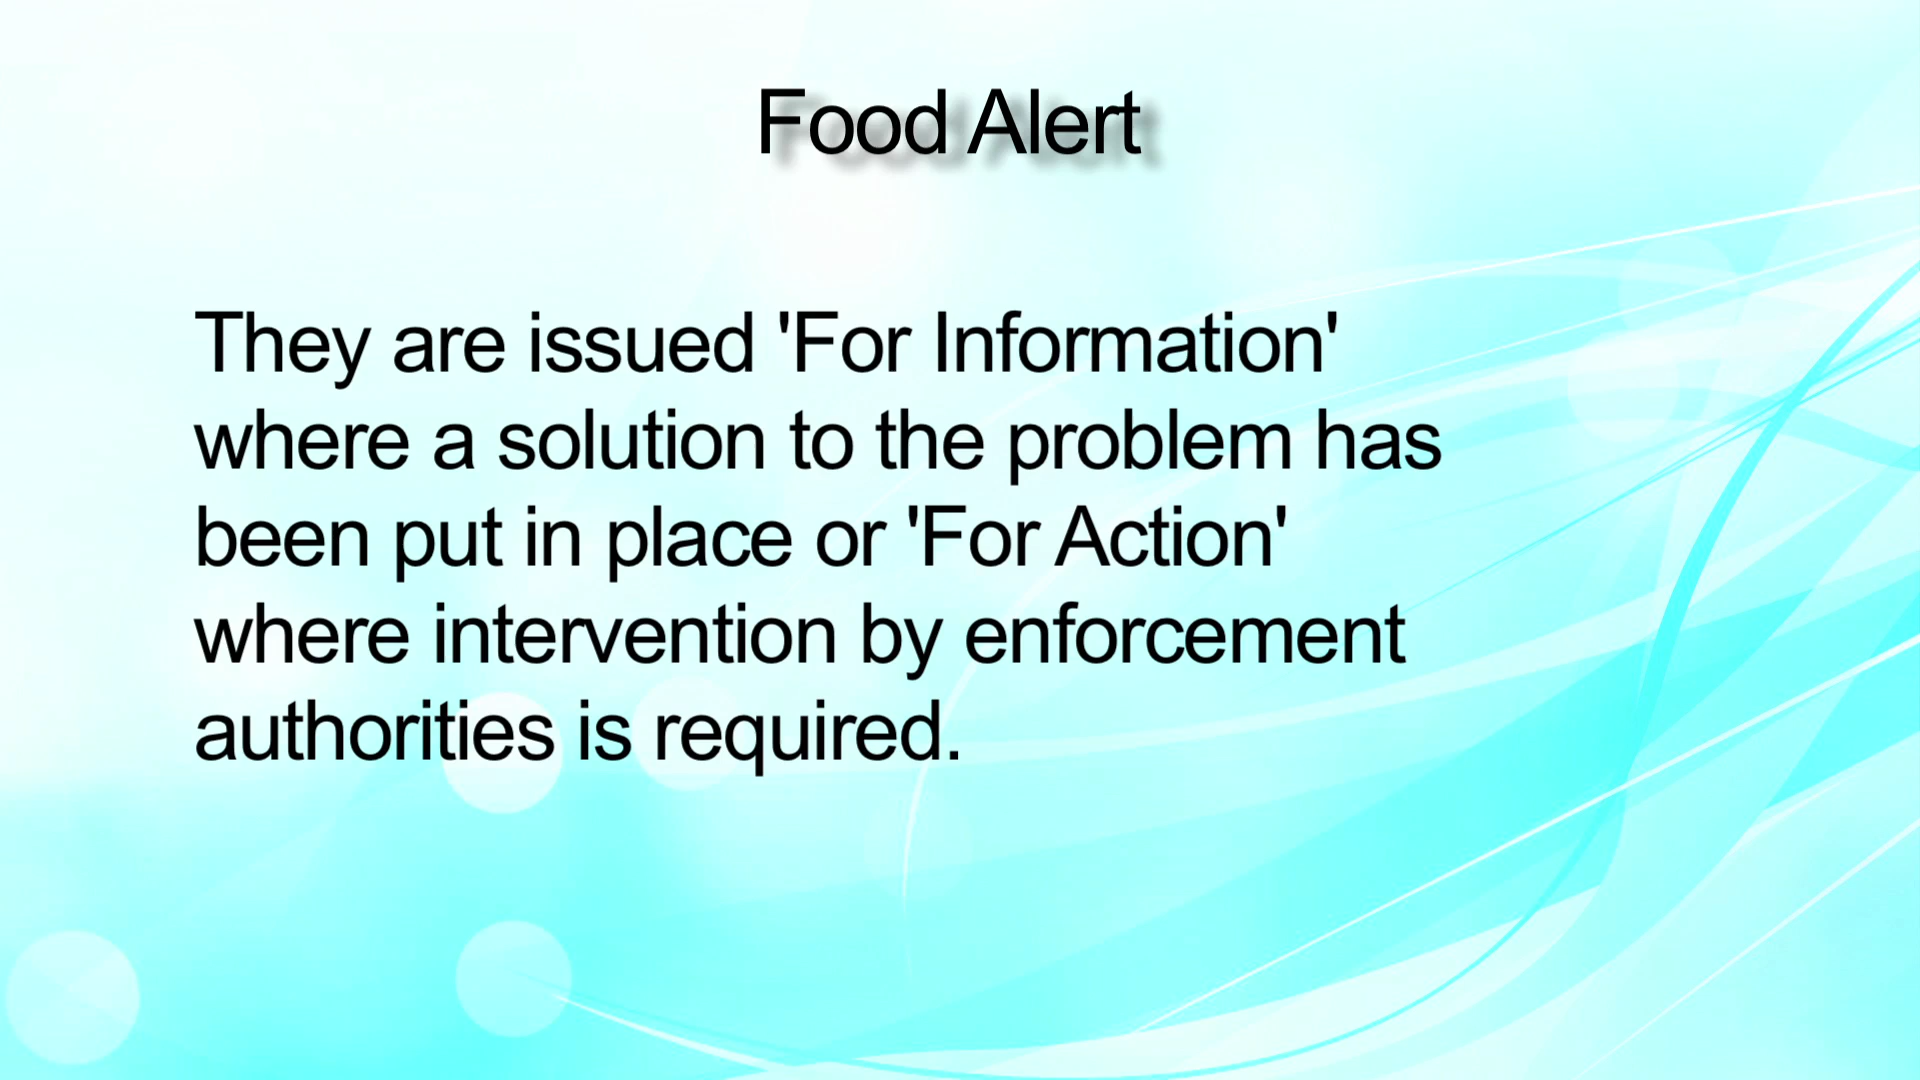 Food Alert
They are issued 'For Information'
where a solution to the problem has
been put in place or 'For Action'
where intervention by enforcement
authorities is required.